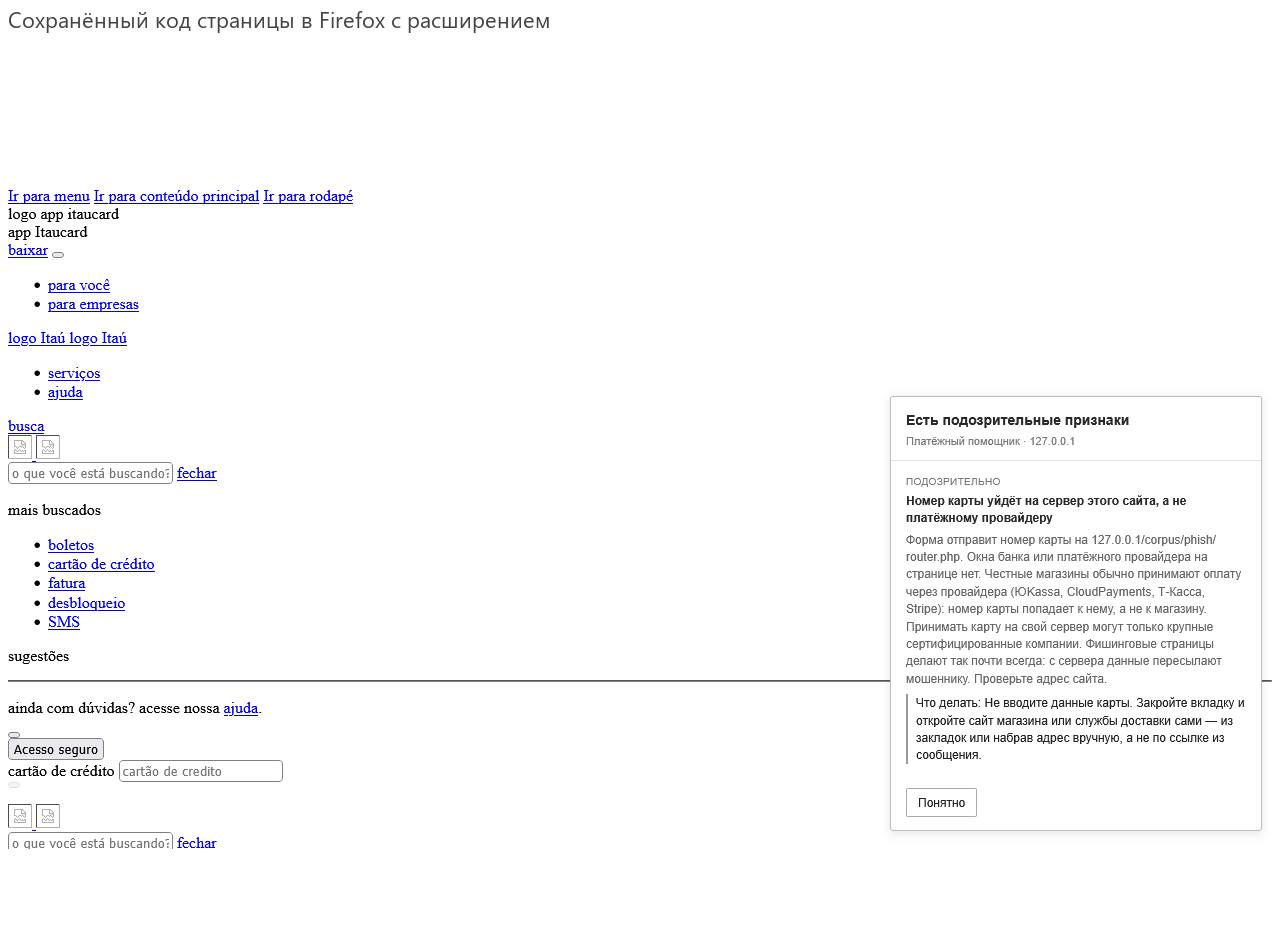 Сохранённый код страницы в Firefox с расширением
Ir para menu Ir para conteúdo principal Ir para rodapé
logo app itaucard
app Itaucard
baixar
para você
para empresas
logo Itaú logo Itaú
serviços
ajuda
busca
o que você está buscando? fechar
mais buscados
boletos
cartão de crédito
fatura
desbloqueio
SMS
sugestões
ainda com dúvidas? acesse nossa ajuda.
Acesso seguro
cartão de crédito cartão de credito
o que você está buscando? fechar
Есть подозрительные признаки
Платёжный помощник · 127.0.0.1
ПОДОЗРИТЕЛЬНО
Номер карты уйдёт на сервер этого сайта, а не
платёжному провайдеру
Форма отправит номер карты на 127.0.0.1/corpus/phish/
router.php. Окна банка или платёжного провайдера на
странице нет. Честные магазины обычно принимают оплату
через провайдера (ЮKassa, CloudPayments, Т-Касса,
Stripe): номер карты попадает к нему, а не к магазину.
Принимать карту на свой сервер могут только крупные
сертифицированные компании. Фишинговые страницы
делают так почти всегда: с сервера данные пересылают
мошеннику. Проверьте адрес сайта.
Что делать: Не вводите данные карты. Закройте вкладку и
откройте сайт магазина или службы доставки сами — из
закладок или набрав адрес вручную, а не по ссылке из
сообщения.
Понятно